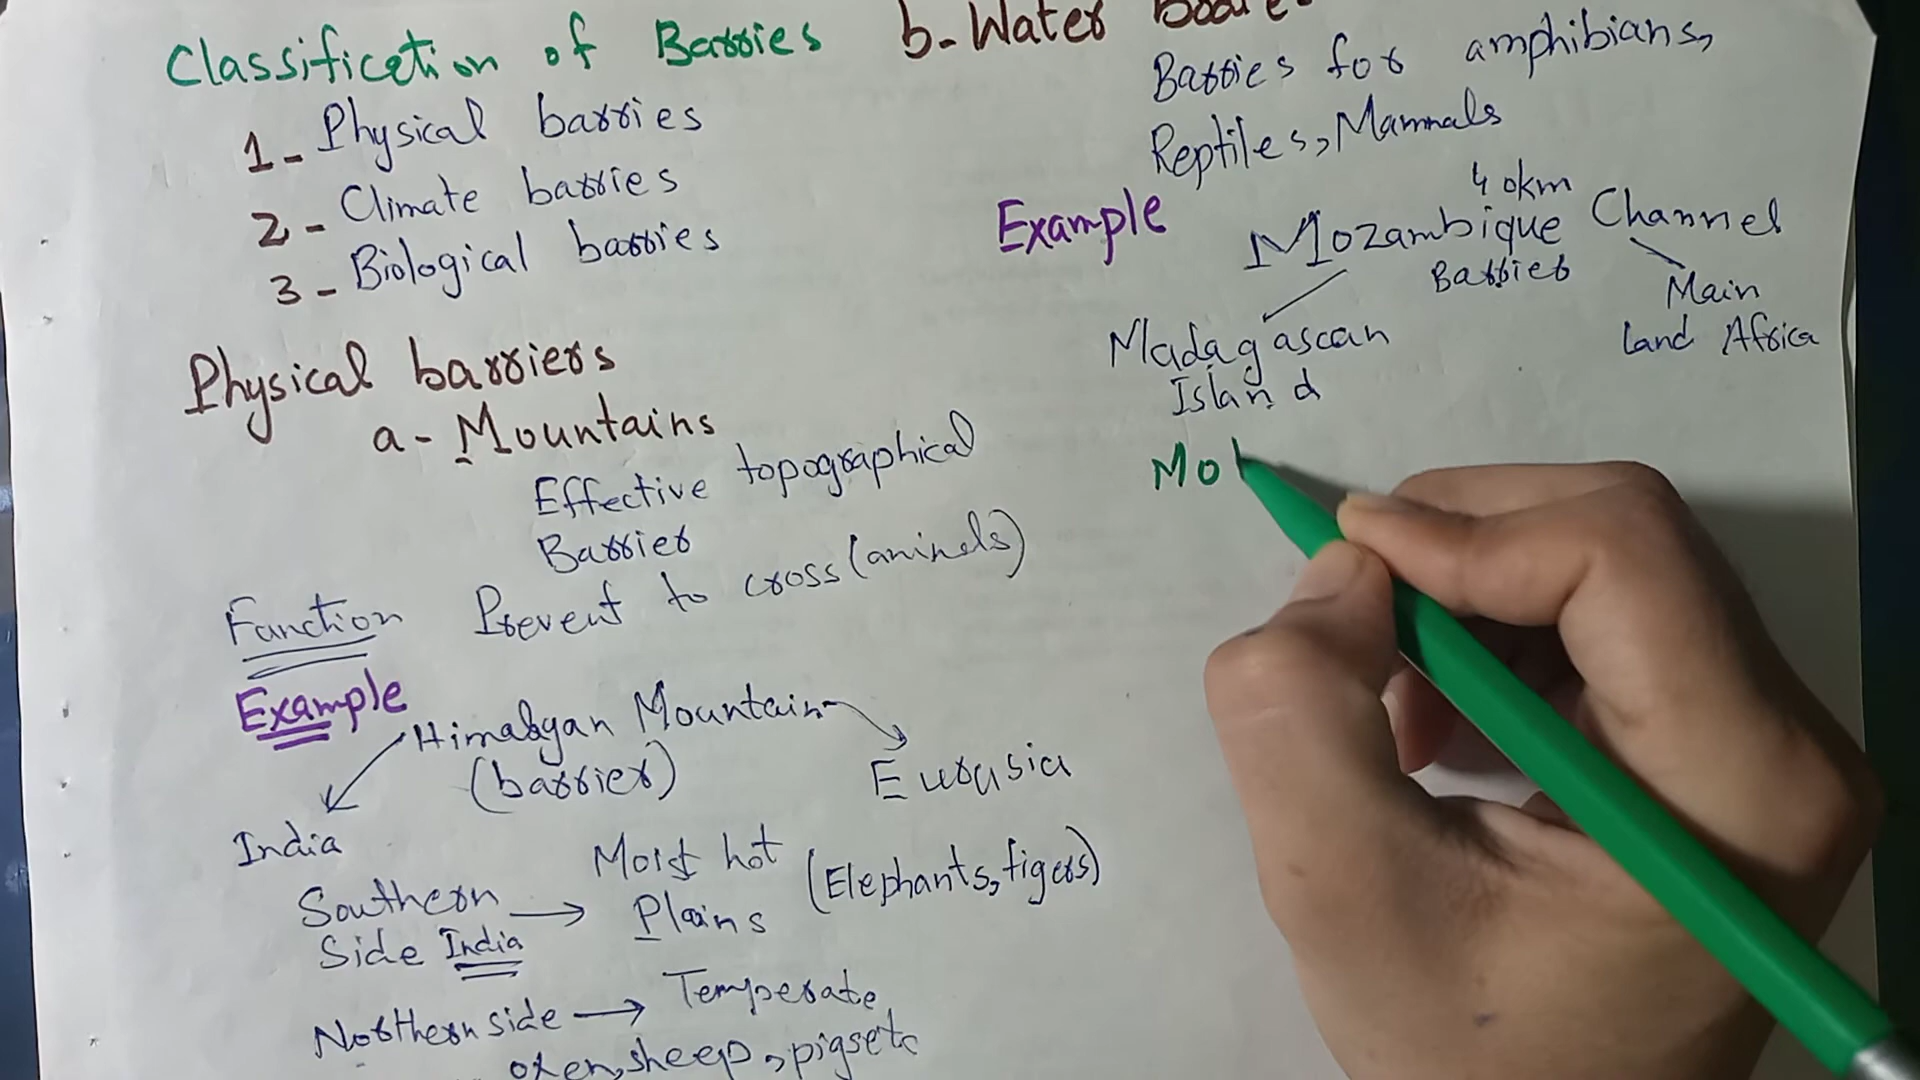 Classificetion of Barries
1- Physical barries
2- Climate barries
3- Biological barries
Physical barriers
a- Mountains
Effective topographical
Barrier
Fanction Prevent to cross (aninels)
Example
Himalayan Mountain
(barrier)
Eurasia
India
Southern Side India → Moist hot Plains (Elephants, tigers)
Northern side → Temperate
oxen, sheep, pigs etc
b- Water
Barries for amphibians,
Reptiles, Mammals
Example
40km
Mozambique Channel
Barrier
Main
land Africa
Madagascan
Island
Mo